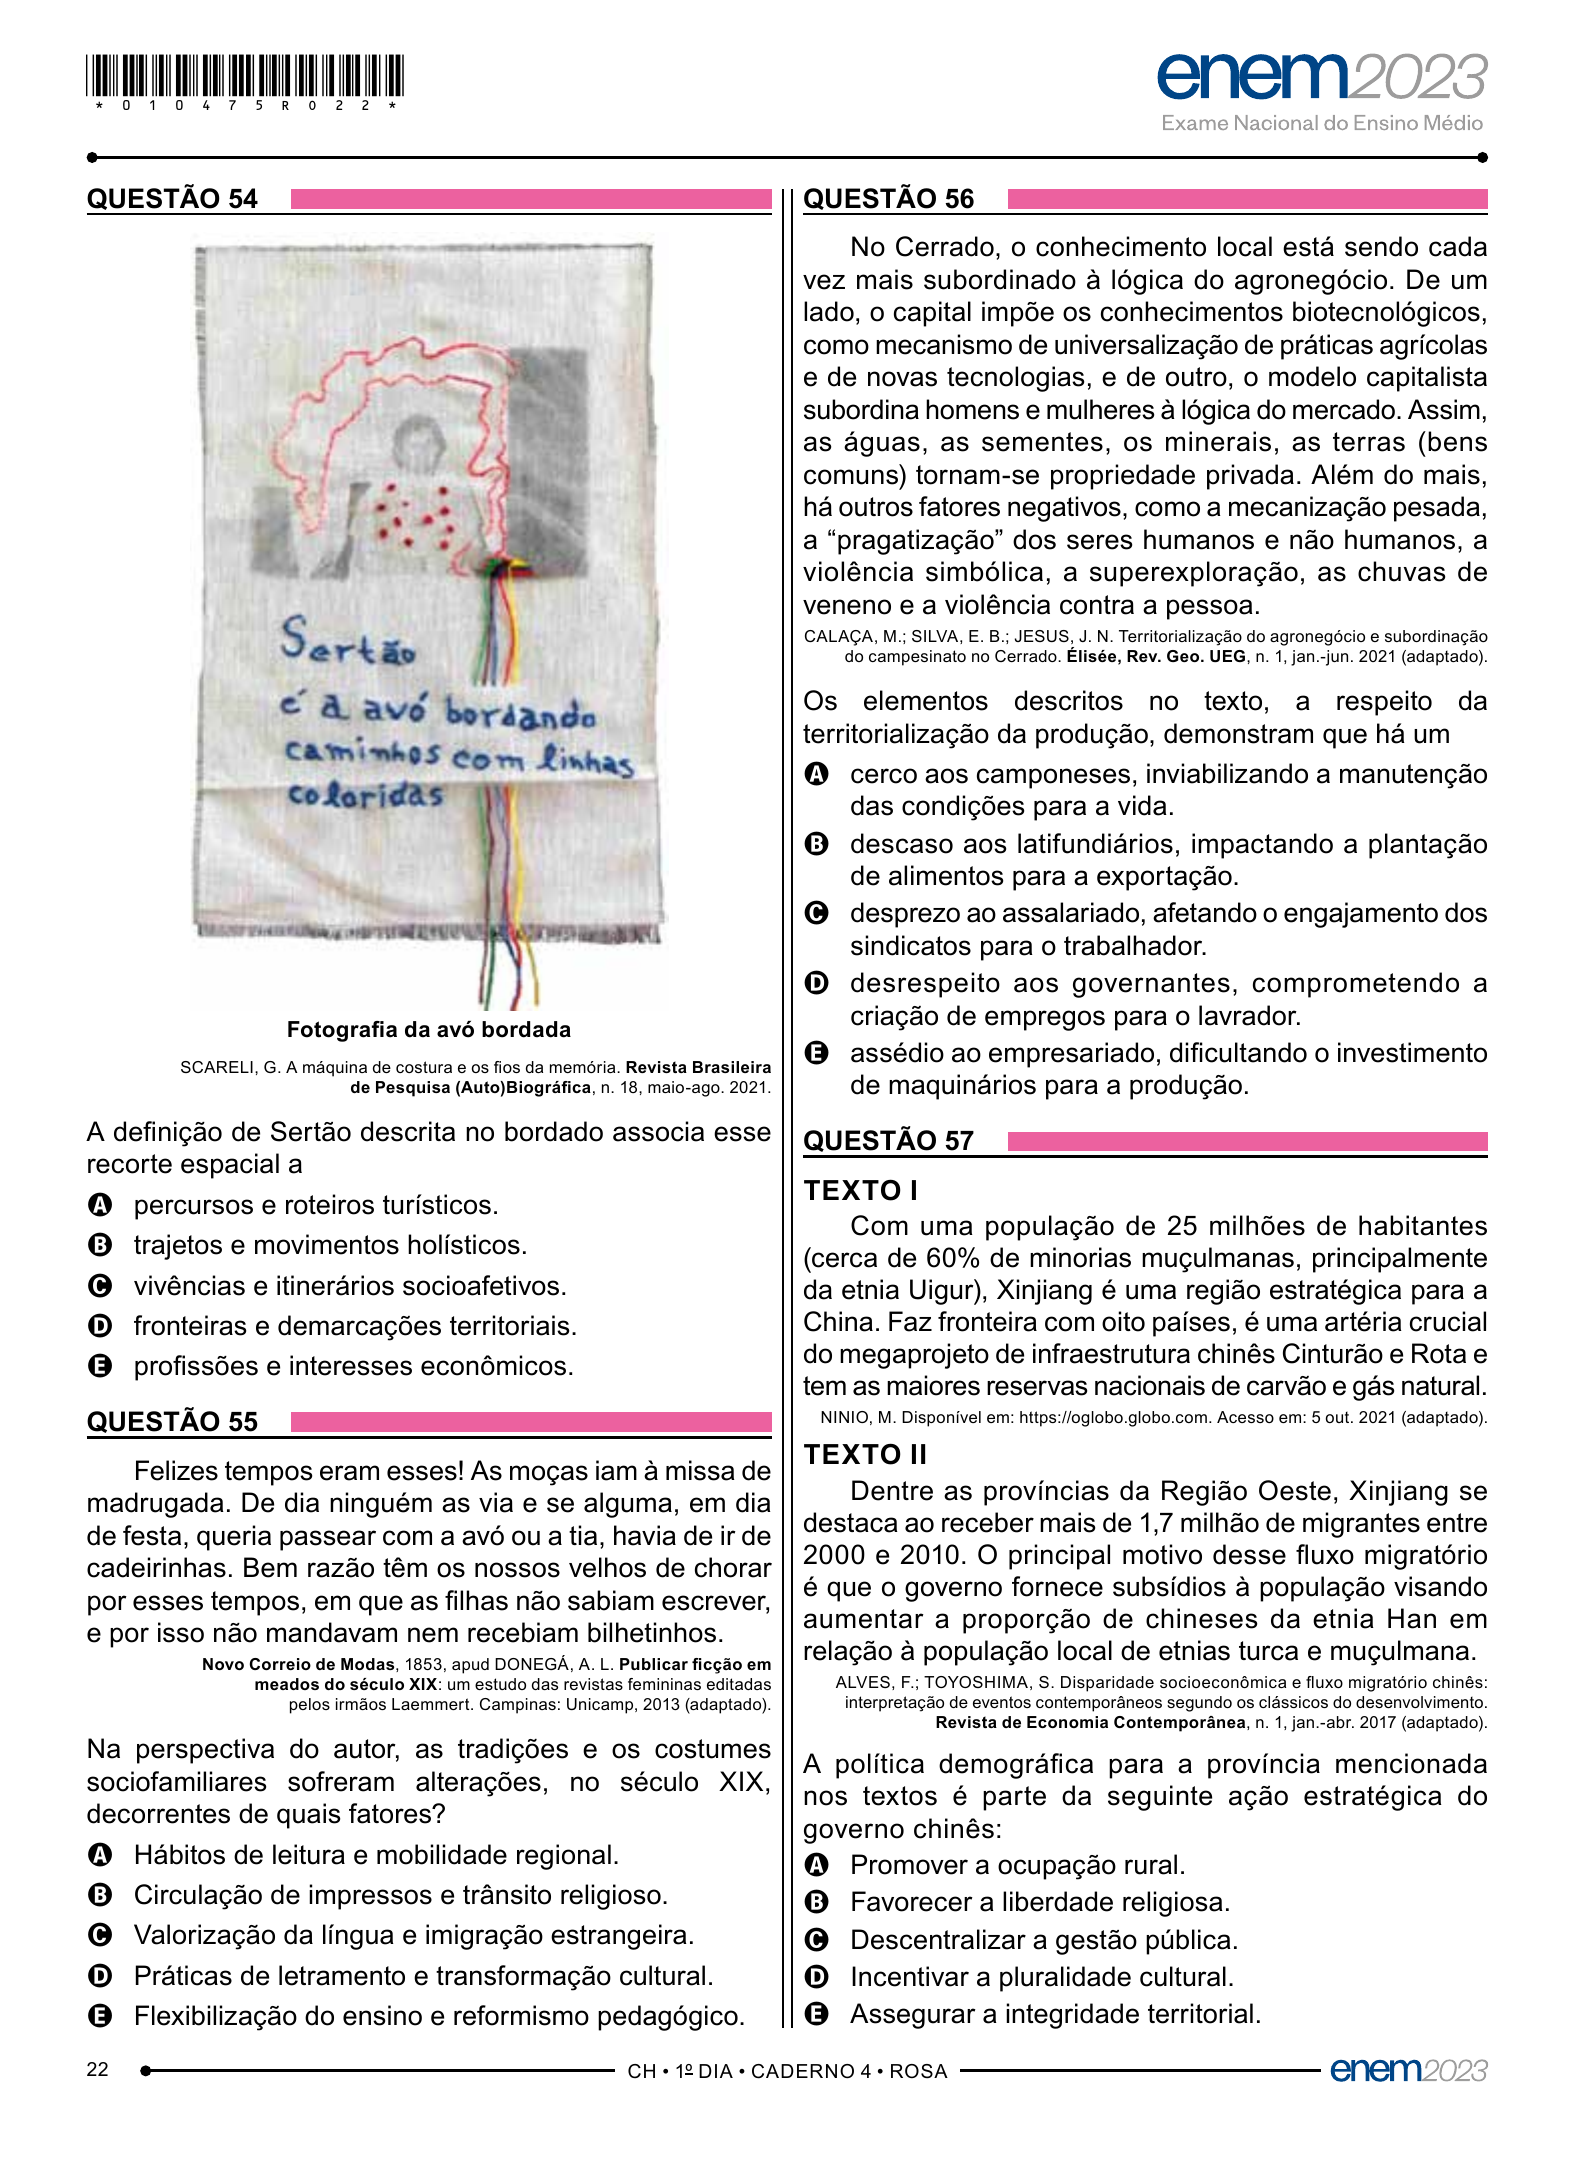 *010475R022*
enem2023
Exame Nacional do Ensino Médio
QUESTÃO 54
Sertão
é a avó bordando
caminhos com linhas
coloridas
Fotografia da avó bordada
SCARELI, G. A máquina de costura e os fios da memória. Revista Brasileira
de Pesquisa (Auto)Biográfica, n. 18, maio-ago. 2021.
A definição de Sertão descrita no bordado associa esse
recorte espacial a
A percursos e roteiros turísticos.
B trajetos e movimentos holísticos.
C vivências e itinerários socioafetivos.
D fronteiras e demarcações territoriais.
E profissões e interesses econômicos.
QUESTÃO 55
Felizes tempos eram esses! As moças iam à missa de
madrugada. De dia ninguém as via e se alguma, em dia
de festa, queria passear com a avó ou a tia, havia de ir de
cadeirinhas. Bem razão têm os nossos velhos de chorar
por esses tempos, em que as filhas não sabiam escrever,
e por isso não mandavam nem recebiam bilhetinhos.
Novo Correio de Modas, 1853, apud DONEGÁ, A. L. Publicar ficção em
meados do século XIX: um estudo das revistas femininas editadas
pelos irmãos Laemmert. Campinas: Unicamp, 2013 (adaptado).
Na perspectiva do autor, as tradições e os costumes
sociofamiliares sofreram alterações, no século XIX,
decorrentes de quais fatores?
A Hábitos de leitura e mobilidade regional.
B Circulação de impressos e trânsito religioso.
C Valorização da língua e imigração estrangeira.
D Práticas de letramento e transformação cultural.
E Flexibilização do ensino e reformismo pedagógico.
QUESTÃO 56
No Cerrado, o conhecimento local está sendo cada
vez mais subordinado à lógica do agronegócio. De um
lado, o capital impõe os conhecimentos biotecnológicos,
como mecanismo de universalização de práticas agrícolas
e de novas tecnologias, e de outro, o modelo capitalista
subordina homens e mulheres à lógica do mercado. Assim,
as águas, as sementes, os minerais, as terras (bens
comuns) tornam-se propriedade privada. Além do mais,
há outros fatores negativos, como a mecanização pesada,
a “pragatização” dos seres humanos e não humanos, a
violência simbólica, a superexploração, as chuvas de
veneno e a violência contra a pessoa.
CALAÇA, M.; SILVA, E. B.; JESUS, J. N. Territorialização do agronegócio e subordinação
do campesinato no Cerrado. Élisée, Rev. Geo. UEG, n. 1, jan.-jun. 2021 (adaptado).
Os elementos descritos no texto, a respeito da
territorialização da produção, demonstram que há um
A cerco aos camponeses, inviabilizando a manutenção
das condições para a vida.
B descaso aos latifundiários, impactando a plantação
de alimentos para a exportação.
C desprezo ao assalariado, afetando o engajamento dos
sindicatos para o trabalhador.
D desrespeito aos governantes, comprometendo a
criação de empregos para o lavrador.
E assédio ao empresariado, dificultando o investimento
de maquinários para a produção.
QUESTÃO 57
TEXTO I
Com uma população de 25 milhões de habitantes
(cerca de 60% de minorias muçulmanas, principalmente
da etnia Uigur), Xinjiang é uma região estratégica para a
China. Faz fronteira com oito países, é uma artéria crucial
do megaprojeto de infraestrutura chinês Cinturão e Rota e
tem as maiores reservas nacionais de carvão e gás natural.
NINIO, M. Disponível em: https://oglobo.globo.com. Acesso em: 5 out. 2021 (adaptado).
TEXTO II
Dentre as províncias da Região Oeste, Xinjiang se
destaca ao receber mais de 1,7 milhão de migrantes entre
2000 e 2010. O principal motivo desse fluxo migratório
é que o governo fornece subsídios à população visando
aumentar a proporção de chineses da etnia Han em
relação à população local de etnias turca e muçulmana.
ALVES, F.; TOYOSHIMA, S. Disparidade socioeconômica e fluxo migratório chinês:
interpretação de eventos contemporâneos segundo os clássicos do desenvolvimento.
Revista de Economia Contemporânea, n. 1, jan.-abr. 2017 (adaptado).
A política demográfica para a província mencionada
nos textos é parte da seguinte ação estratégica do
governo chinês:
A Promover a ocupação rural.
B Favorecer a liberdade religiosa.
C Descentralizar a gestão pública.
D Incentivar a pluralidade cultural.
E Assegurar a integridade territorial.
22
CH • 1º DIA • CADERNO 4 • ROSA
enem2023